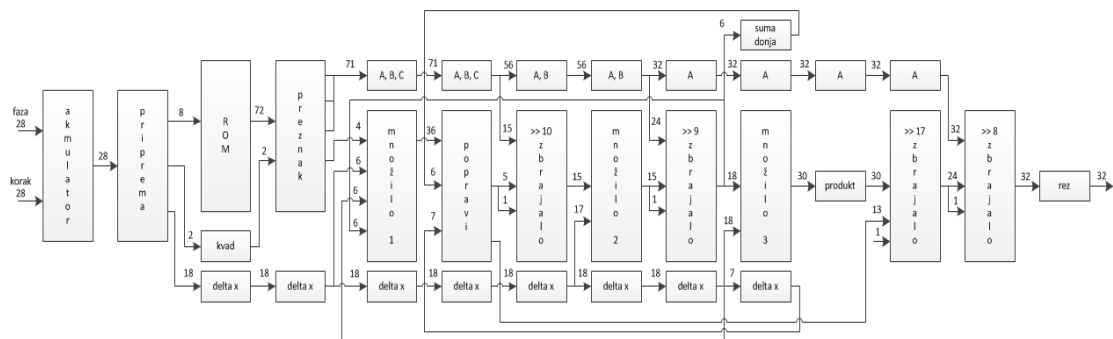 6
suma
donja
71
A, B, C
71
A, B, C
56
A, B
56
A, B
32
A
32
A
32
A
32
A
faza
28
korak
28
akmulator
28
priprema
8
ROM
72
2
preznak
4
6
6
6
množilo 1
36
6
7
popravi
15
5
1
>> 10
zbrajalo
15
17
množilo 2
24
15
1
>> 9
zbrajalo
18
18
množilo 3
30
produkt
30
13
1
>> 17
zbrajalo
32
24
1
>> 8
zbrajalo
32
rez
32
2
kvad
18
delta x
18
delta x
18
delta x
18
delta x
18
delta x
18
delta x
18
delta x
7
delta x